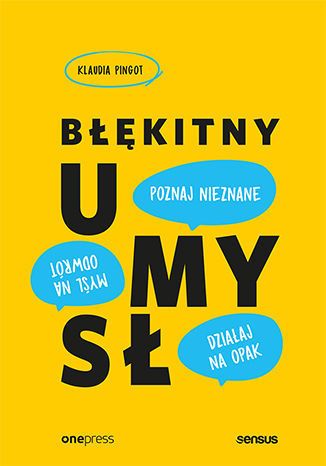 KLAUDIA PINGOT
BŁĘKITNY
U
POZNAJ NIEZNANE
MYŚL NA
ODWRÓT
MY
SŁ
DZIAŁAJ
NA OPAK
onepress
sensus